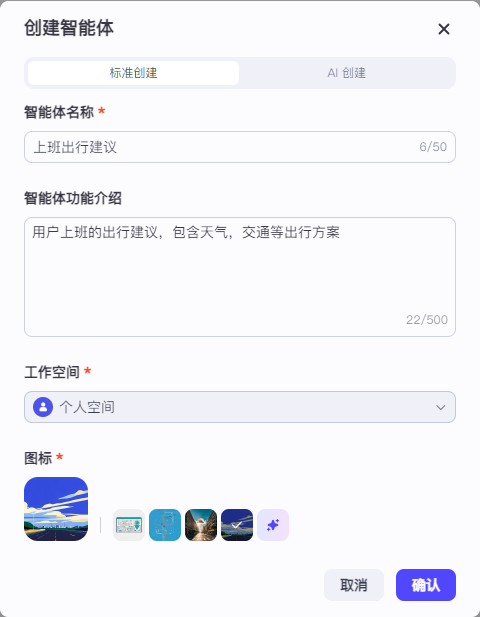 创建智能体
标准创建
AI 创建
智能体名称 *
上班出行建议
6/50
智能体功能介绍
用户上班的出行建议，包含天气，交通等出行方案
22/500
工作空间 *
个人空间
图标 *
取消
确认